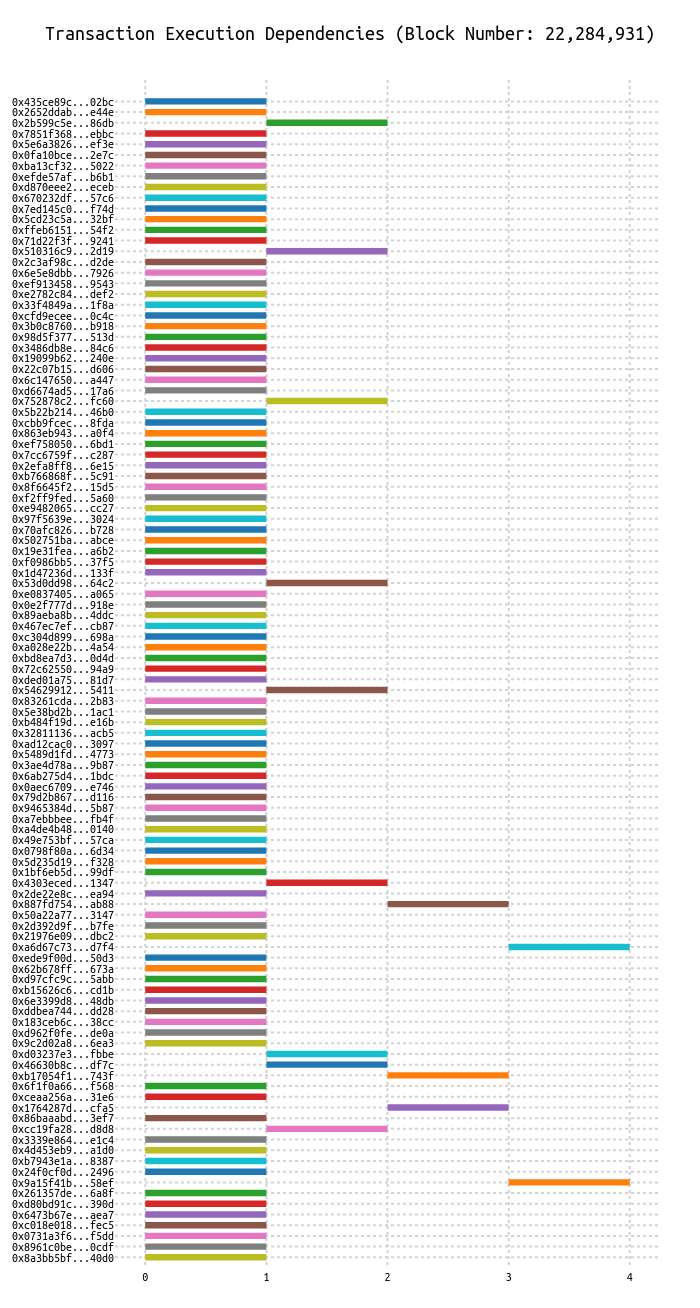 Transaction Execution Dependencies (Block Number: 22,284,931)
0x435ce89c...02bc
0x2652ddab...e44e
0x2b599c5e...86db
0x7851f368...ebbc
0x5e6a3826...ef3e
0x0fa10bce...2e7c
0xba13cf32...5022
0xefde57af...b6b1
0xd870eee2...eceb
0x670232df...57c6
0x7ed145c0...f74d
0x5cd23c5a...32bf
0xffeb6151...54f2
0x71d22f3f...9241
0x510316c9...2d19
0x2c3af98c...d2de
0x6e5e8dbb...7926
0xef913458...9543
0xe2782c84...def2
0x33f4849a...1f8a
0xcfd9ecee...0c4c
0x3b0c8760...b918
0x98d5f377...513d
0x3486db8e...84c6
0x19099b62...240e
0x22c07b15...d606
0x6c147650...a447
0xd6674ad5...17a6
0x752878c2...fc60
0x5b22b214...46b0
0xcbb9fcec...8fda
0x863eb943...a0f4
0xef758050...6bd1
0x7cc6759f...c287
0x2efa8ff8...6e15
0xb766868f...5c91
0x8f6645f2...15d5
0xf2ff9fed...5a60
0xe9482065...cc27
0x97f5639e...3024
0x70afc826...b728
0x502751ba...abce
0x19e31fea...a6b2
0xf0986bb5...37f5
0x1d47236d...133f
0x53d0dd98...64c2
0xe0837405...a065
0x0e2f777d...918e
0x89aeba8b...4ddc
0x467ec7ef...cb87
0xc304d899...698a
0xa028e22b...4a54
0xbd8ea7d3...0d4d
0x72c62550...94a9
0xded01a75...81d7
0x54629912...5411
0x83261cda...2b83
0x5e38bd2b...1ac1
0xb484f19d...e16b
0x32811136...acb5
0xad12cac0...3097
0x5489d1fd...4773
0x3ae4d78a...9b87
0x6ab275d4...1bdc
0x0aec6709...e746
0x79d2b867...d116
0x9465384d...5b87
0xa7ebbbee...fb4f
0xa4de4b48...0140
0x49e753bf...57ca
0x0798f80a...6d34
0x5d235d19...f328
0x1bf6eb5d...99df
0x4303eced...1347
0x2de22e8c...ea94
0x887fd754...ab88
0x50a22a77...3147
0x2d392d9f...b7fe
0x21976e09...dbc2
0xa6d67c73...d7f4
0xede9f00d...50d3
0x62b678ff...673a
0xd97cfc9c...5abb
0xb15626c6...cd1b
0x6e3399d8...48db
0xddbea744...dd28
0x183ceb6c...38cc
0xd962f0fe...de0a
0x9c2d02a8...6ea3
0xd03237e3...fbbe
0x46630b8c...df7c
0xb17054f1...743f
0x6f1f0a66...f568
0xceaa256a...31e6
0x1764287d...cfa5
0x86baaabd...3ef7
0xcc19fa28...d8d8
0x3339e864...e1c4
0x4d453eb9...a1d0
0xb7943e1a...8387
0x24f0cf0d...2496
0x9a15f41b...58ef
0x261357de...6a8f
0xd80bd91c...390d
0x6473b67e...aea7
0xc018e018...fec5
0x0731a3f6...f5dd
0x8961c0be...0cdf
0x8a3bb5bf...40d0
0 1 2 3 4